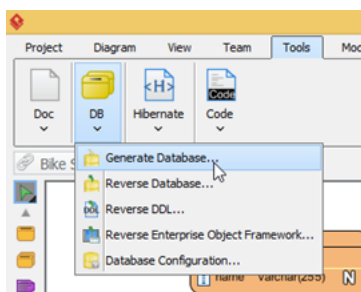 Project Diagram View Team Tools
Doc DB Hibernate Code
<H>
Code
Bike
Generate Database...
Reverse Database...
DDL Reverse DDL...
Reverse Enterprise Object Framework...
Database Configuration...
name varchar(255) N